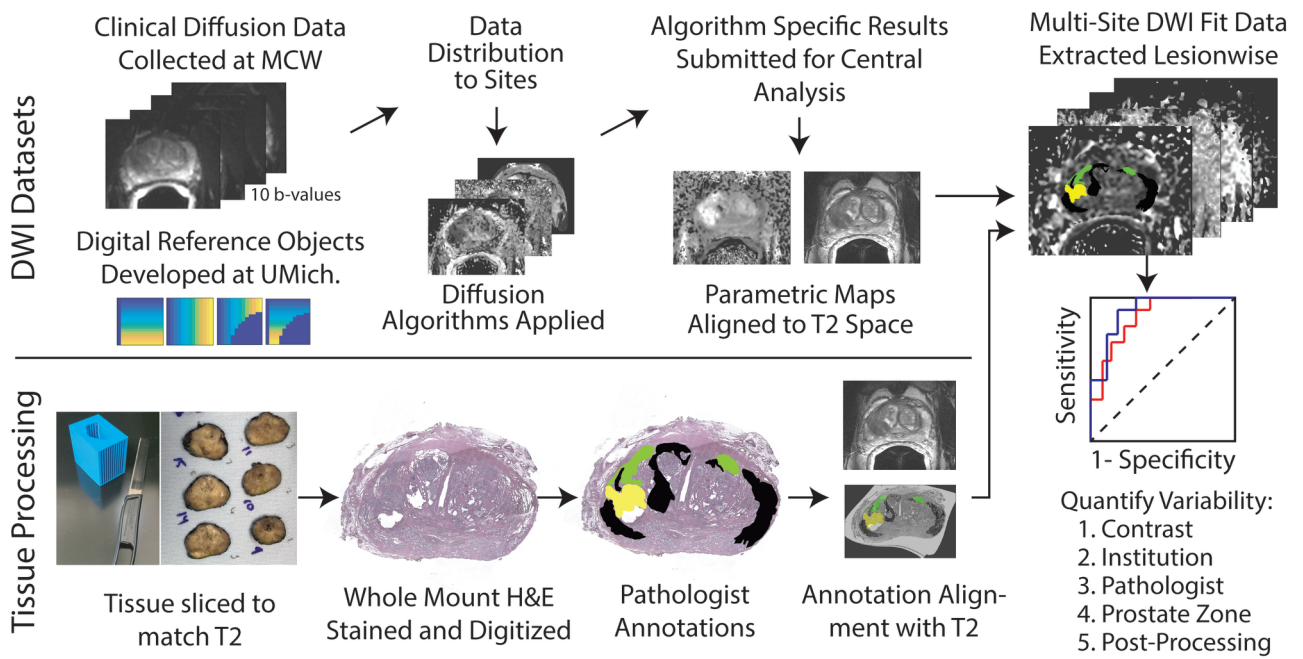 DWI Datasets
Clinical Diffusion Data
Collected at MCW
10 b-values
Digital Reference Objects
Developed at UMich.
Data
Distribution
to Sites
Diffusion
Algorithms Applied
Algorithm Specific Results
Submitted for Central
Analysis
Parametric Maps
Aligned to T2 Space
Multi-Site DWI Fit Data
Extracted Lesionwise
Sensitivity
1- Specificity
Quantify Variability:
1. Contrast
2. Institution
3. Pathologist
4. Prostate Zone
5. Post-Processing
Tissue Processing
Tissue sliced to
match T2
Whole Mount H&E
Stained and Digitized
Pathologist
Annotations
Annotation Align-
ment with T2